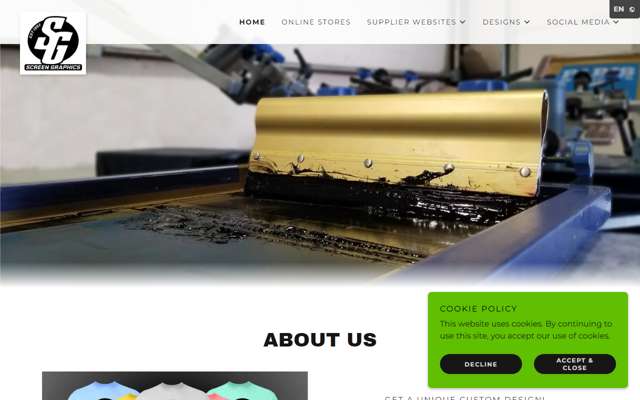 EN
HOME
ONLINE STORES
SUPPLIER WEBSITES
DESIGNS
SOCIAL MEDIA
SG
SCREEN GRAPHICS
COOKIE POLICY
This website uses cookies. By continuing to
use this site, you accept our use of cookies.
DECLINE
ACCEPT &
CLOSE
ABOUT US
GET A UNIQUE CUSTOM DESIGN!